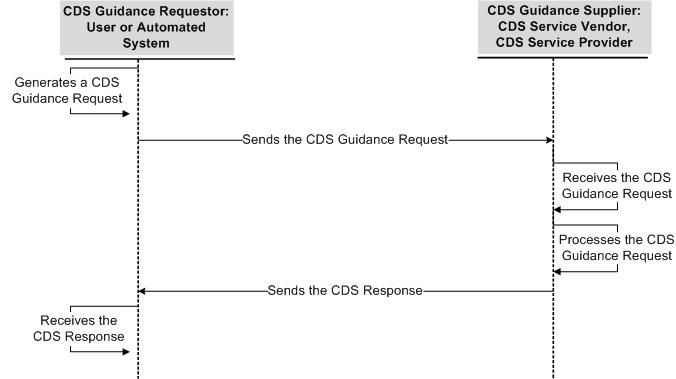 CDS Guidance Requestor:
User or Automated
System
CDS Guidance Supplier:
CDS Service Vendor,
CDS Service Provider
Generates a CDS
Guidance Request
Sends the CDS Guidance Request
Receives the CDS
Guidance Request
Processes the CDS
Guidance Request
Sends the CDS Response
Receives the
CDS Response